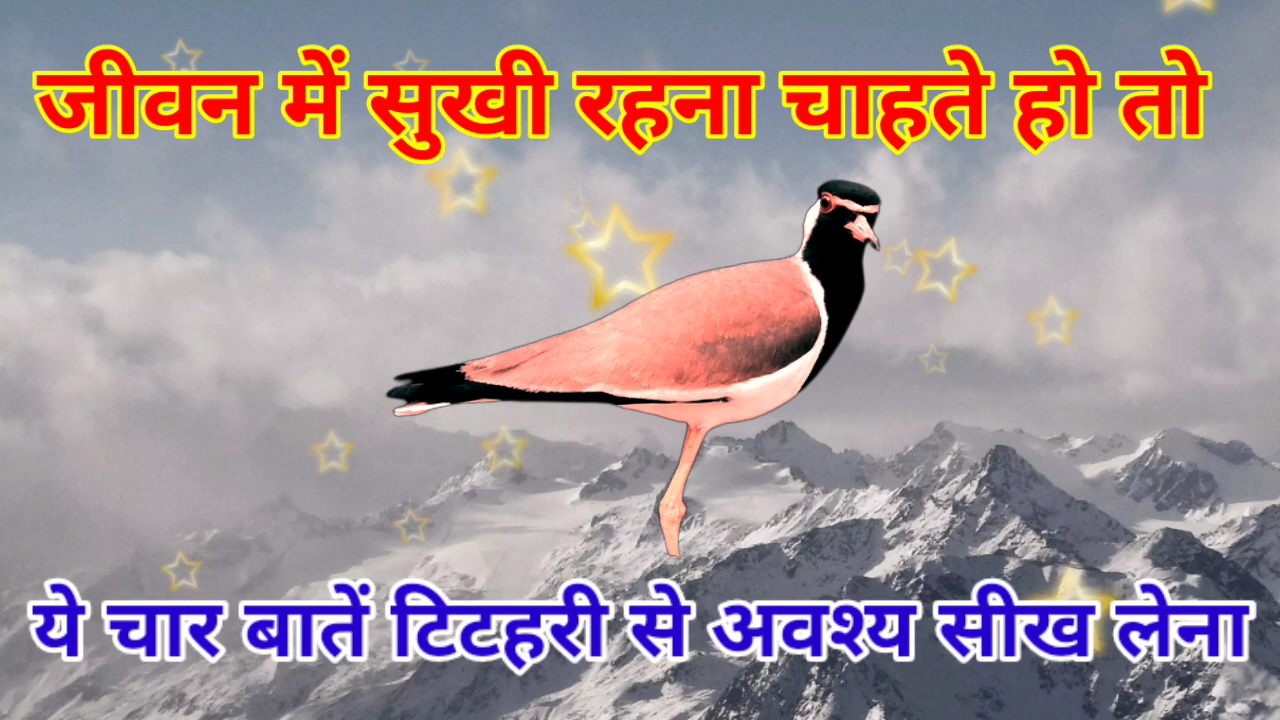 जीवन में सुखी रहना चाहते हो तो
ये चार बातें टिटहरी से अवश्य सीख लेना